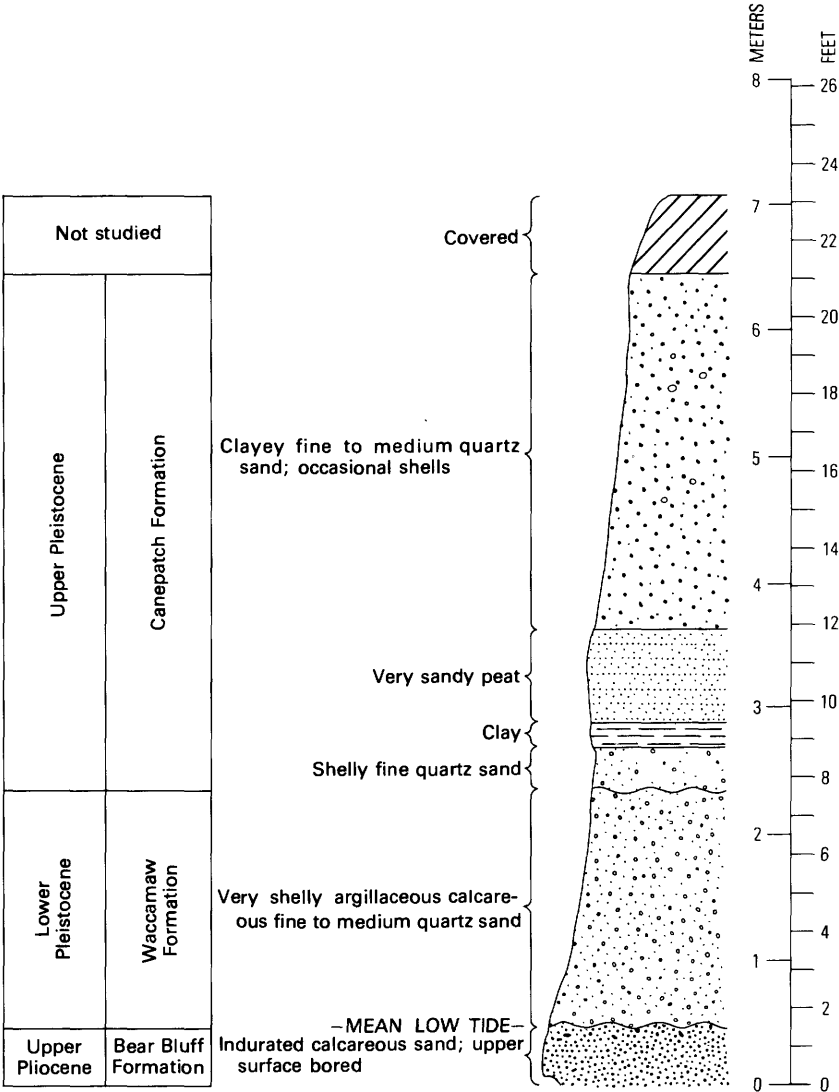 METERS
FEET
8
26
24
7
22
20
6
18
5
16
14
4
12
3
10
8
2
6
4
1
2
0
0
Not studied
Upper Pleistocene
Canepatch Formation
Lower
Pleistocene
Waccamaw
Formation
Upper
Pliocene
Bear Bluff
Formation
Covered
Clayey fine to medium quartz
sand; occasional shells
Very sandy peat
Clay
Shelly fine quartz sand
Very shelly argillaceous calcare-
ous fine to medium quartz sand
–MEAN LOW TIDE–
Indurated calcareous sand; upper
surface bored